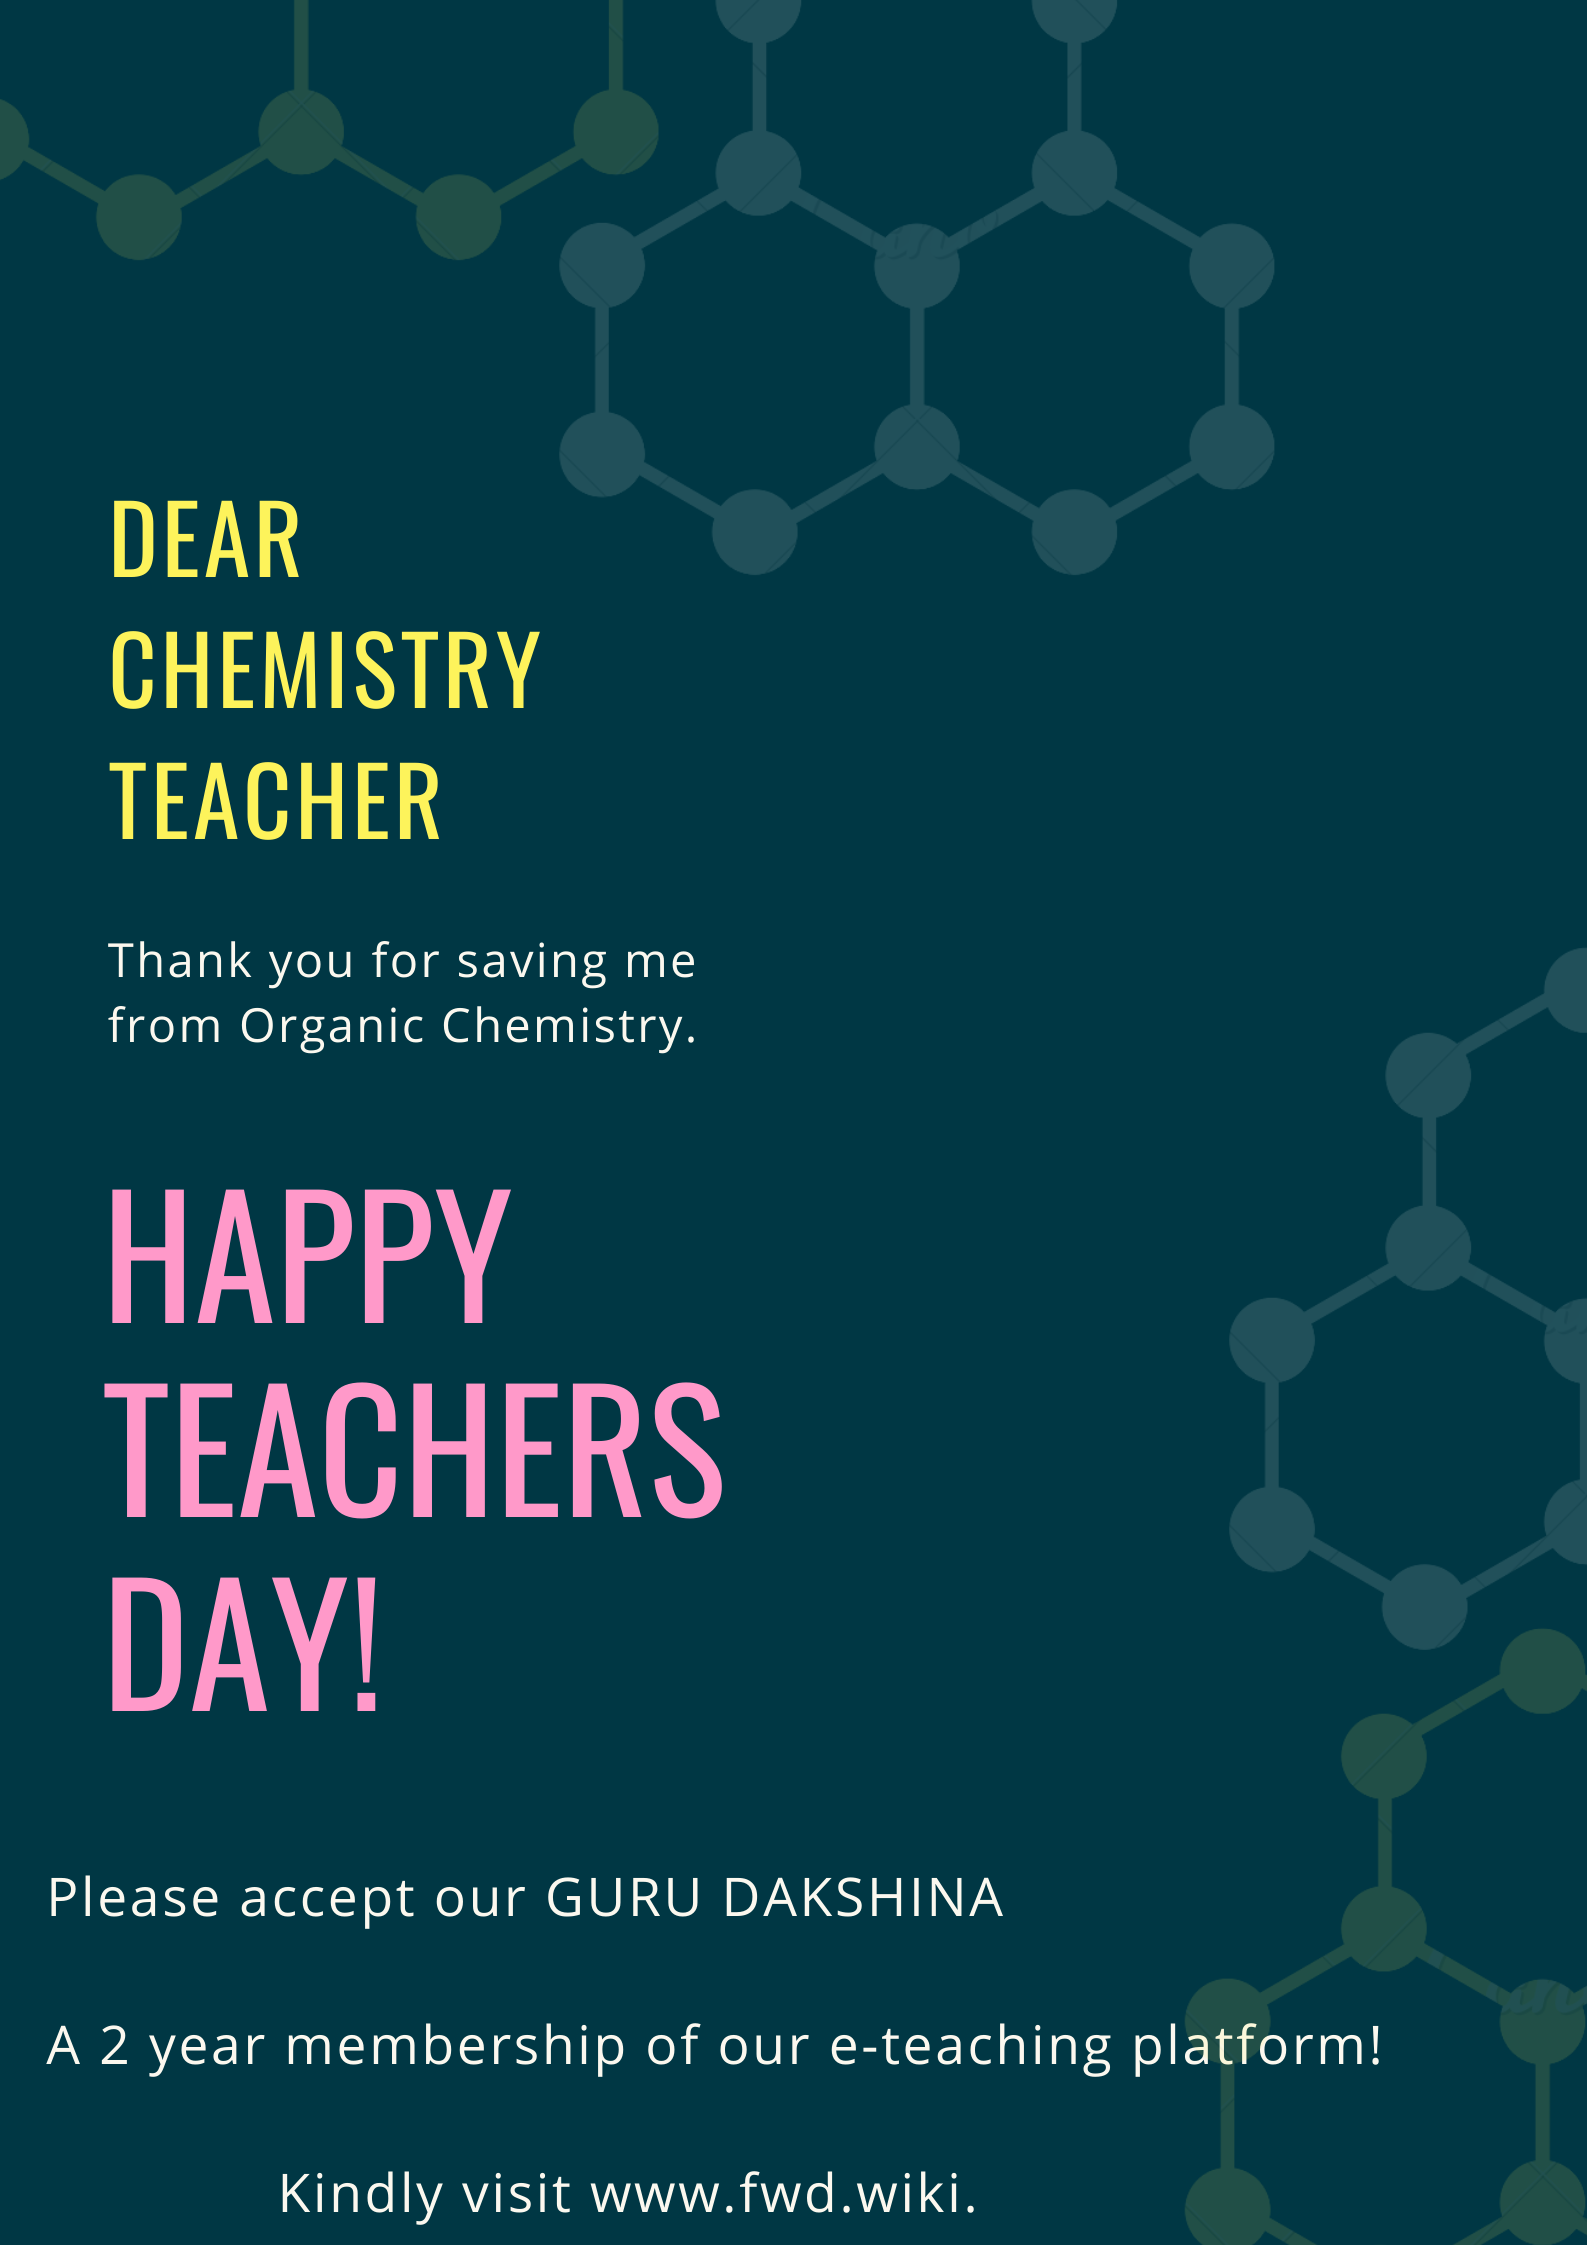 DEAR
CHEMISTRY
TEACHER
Thank you for saving me
from Organic Chemistry.
HAPPY
TEACHERS
DAY!
Please accept our GURU DAKSHINA
A 2 year membership of our e-teaching platform!
Kindly visit www.fwd.wiki.